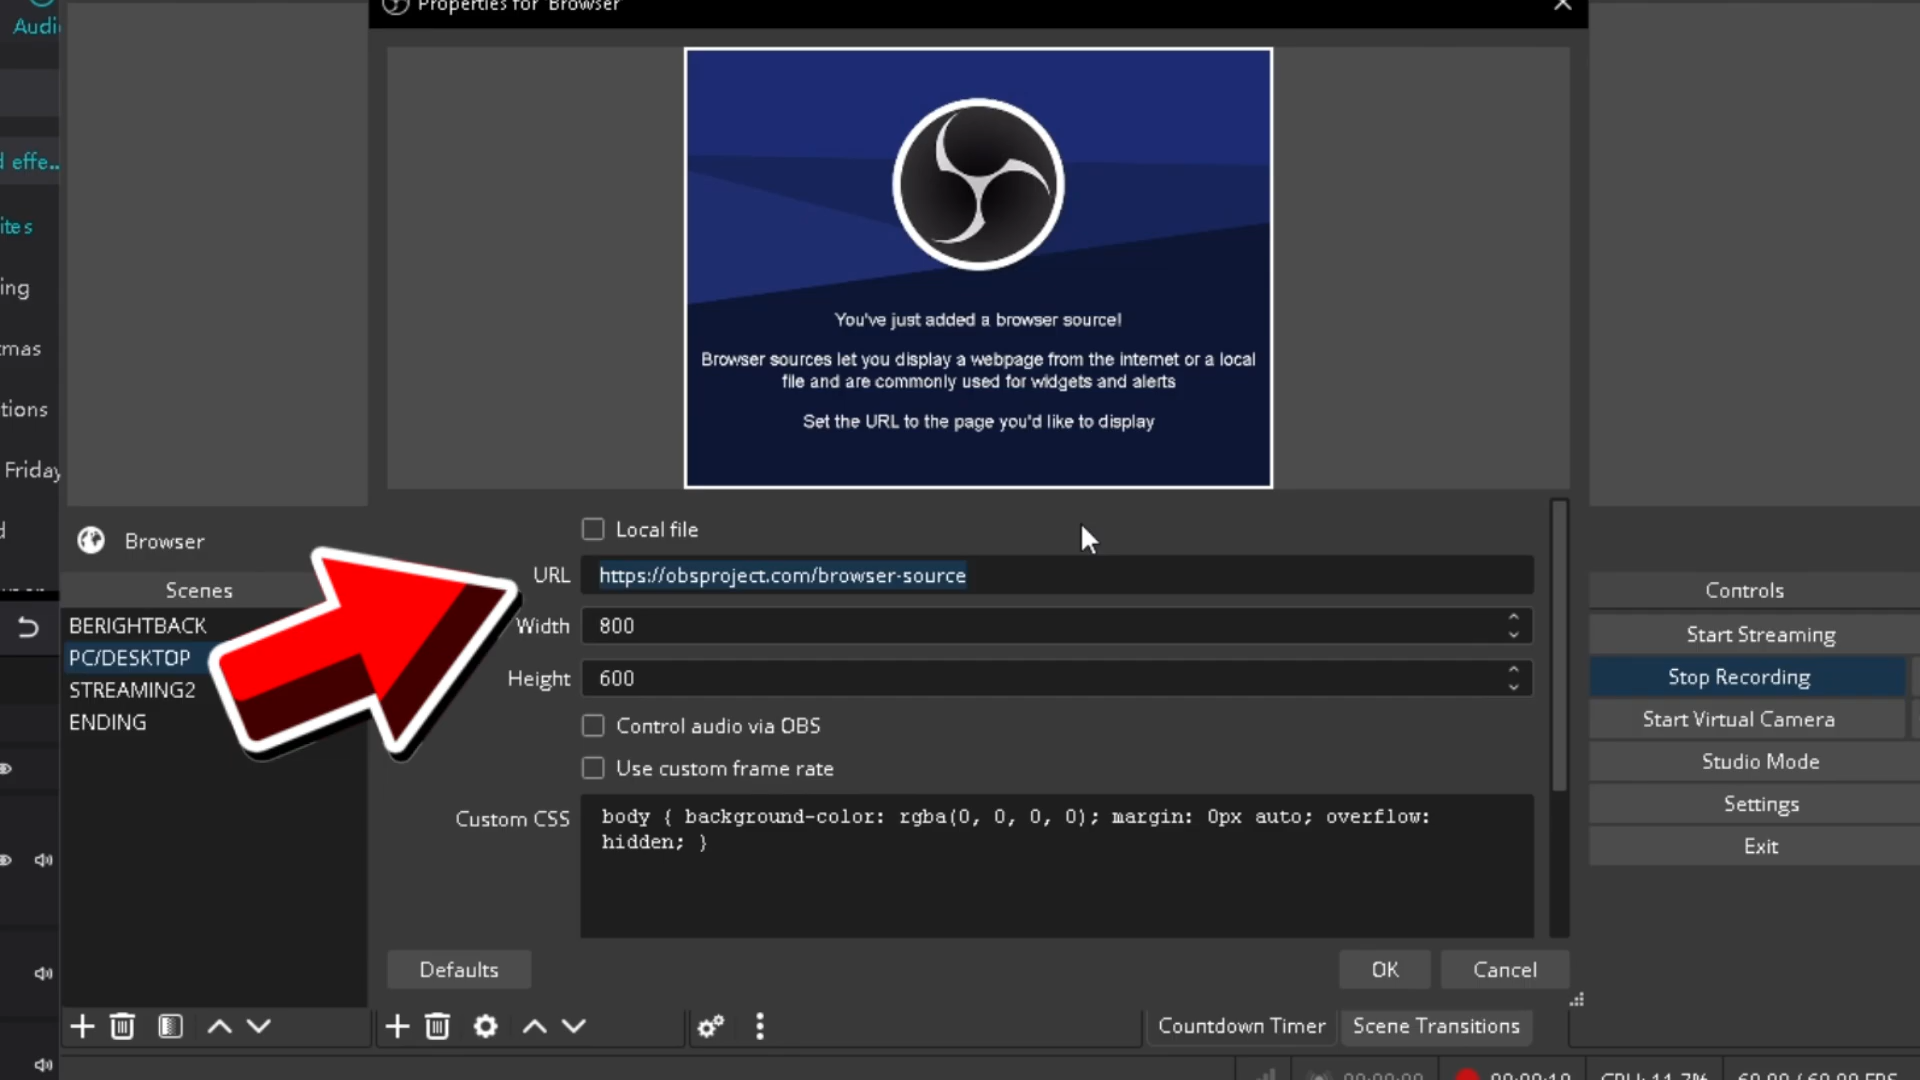 Properties for 'Browser'
Audi
d effe..
ites
ing
tmas
tions
Friday
d
You've just added a browser source!
Browser sources let you display a webpage from the internet or a local
file and are commonly used for widgets and alerts
Set the URL to the page you'd like to display
Browser
Scenes
BERIGHTBACK
PC/DESKTOP
STREAMING2
ENDING
Local file
URL
https://obsproject.com/browser-source
Width
800
Height
600
Control audio via OBS
Use custom frame rate
Custom CSS
body { background-color: rgba(0, 0, 0, 0); margin: 0px auto; overflow:
hidden; }
Defaults
OK
Cancel
Controls
Start Streaming
Stop Recording
Start Virtual Camera
Studio Mode
Settings
Exit
Countdown Timer
Scene Transitions